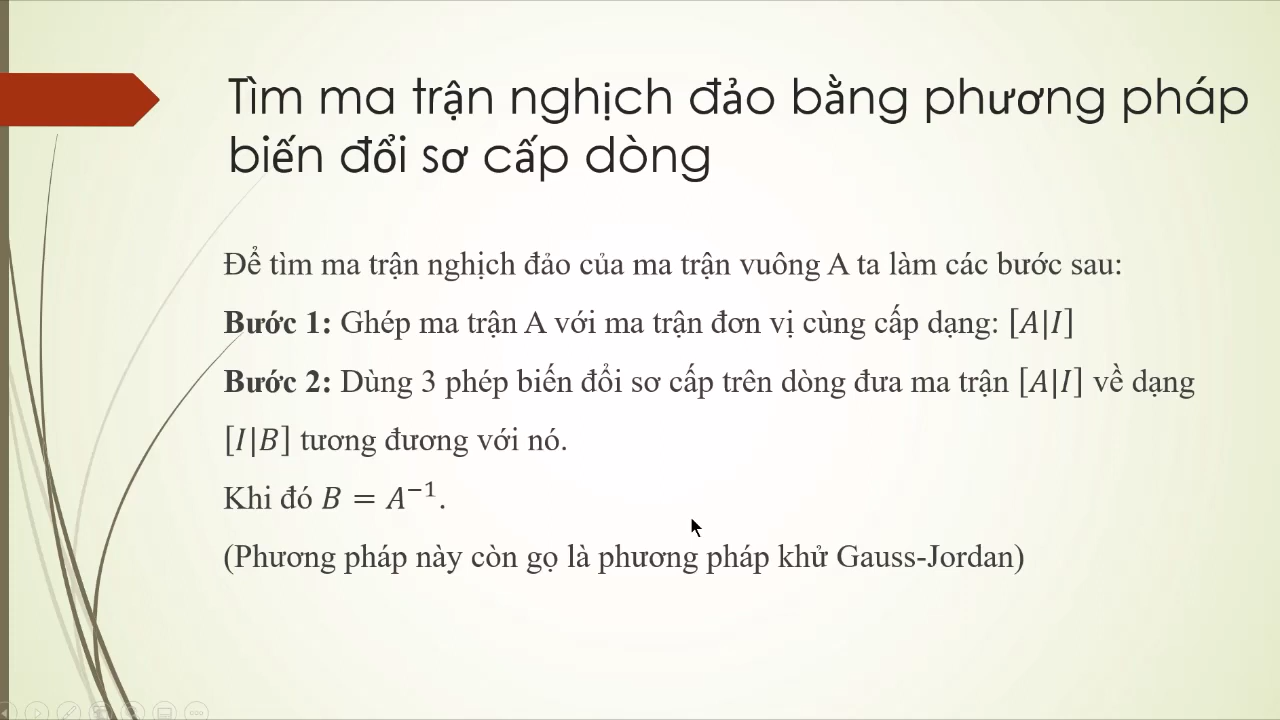 Tìm ma trận nghịch đảo bằng phương pháp
biến đổi sơ cấp dòng
Để tìm ma trận nghịch đảo của ma trận vuông A ta làm các bước sau:
Bước 1: Ghép ma trận A với ma trận đơn vị cùng cấp dạng: [A|I]
Bước 2: Dùng 3 phép biến đổi sơ cấp trên dòng đưa ma trận [A|I] về dạng
[I|B] tương đương với nó.
Khi đó B = A⁻¹.
(Phương pháp này còn gọ là phương pháp khử Gauss-Jordan)